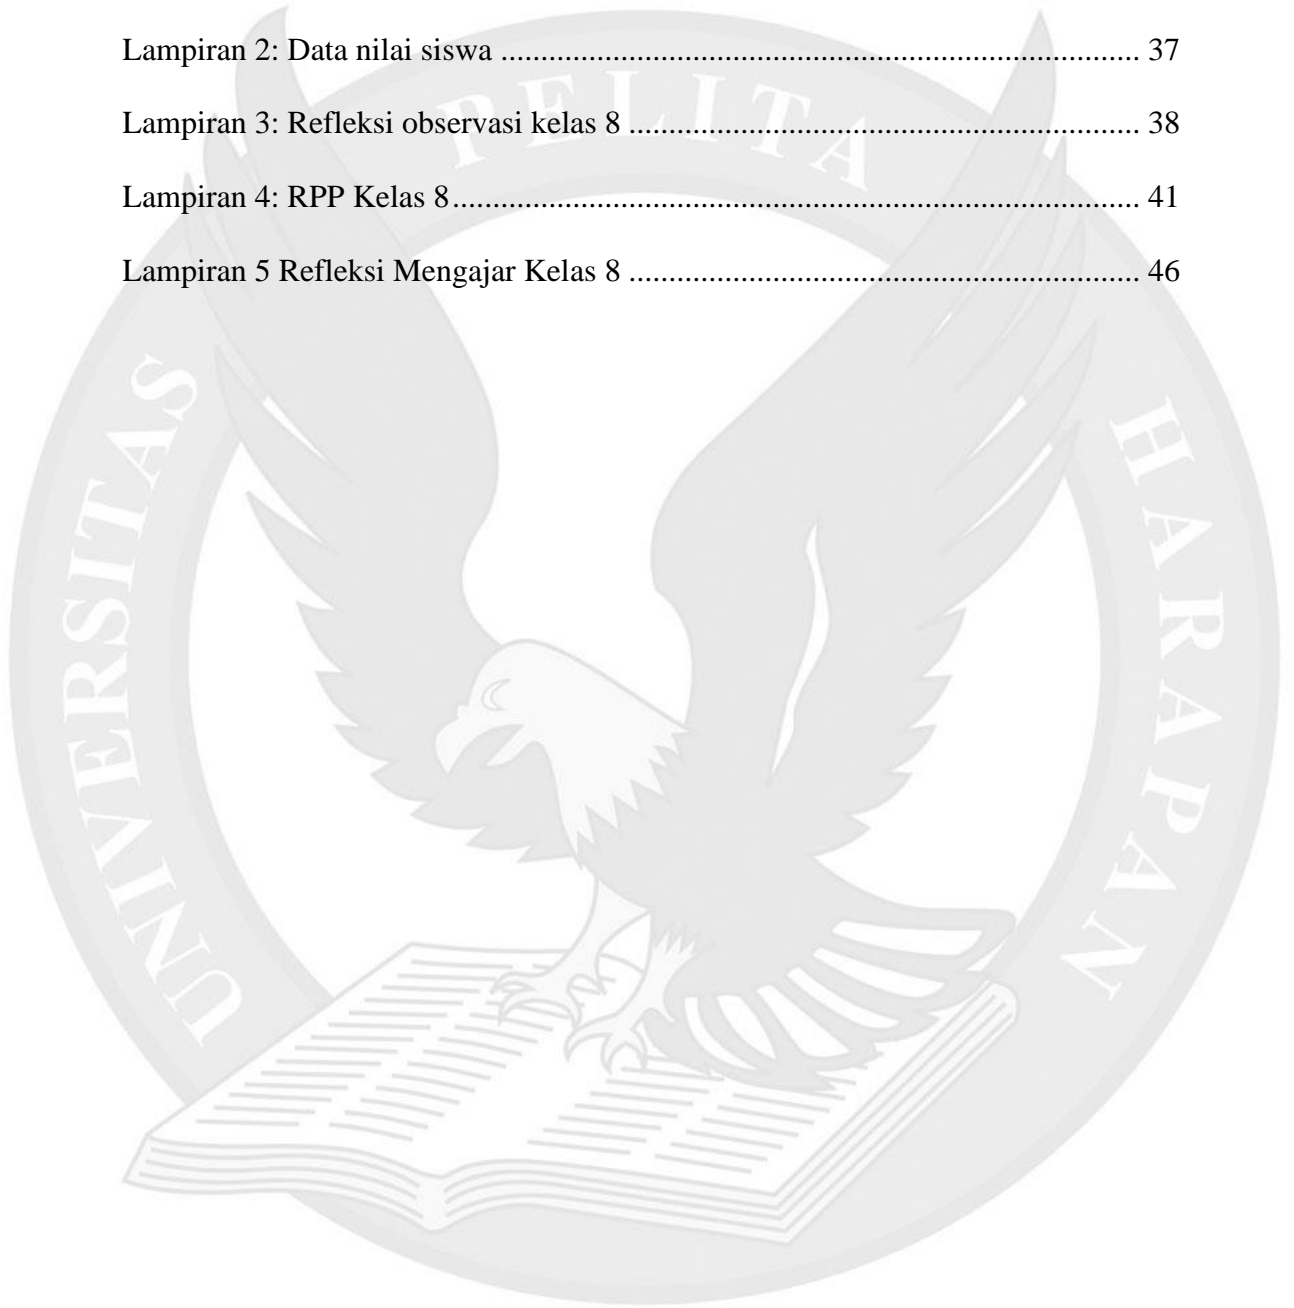 Lampiran 2: Data nilai siswa ................................................................................ 37
Lampiran 3: Refleksi observasi kelas 8 ................................................................ 38
Lampiran 4: RPP Kelas 8...................................................................................... 41
Lampiran 5 Refleksi Mengajar Kelas 8 ................................................................ 46
UNIVERSITAS PELITA HARAPAN